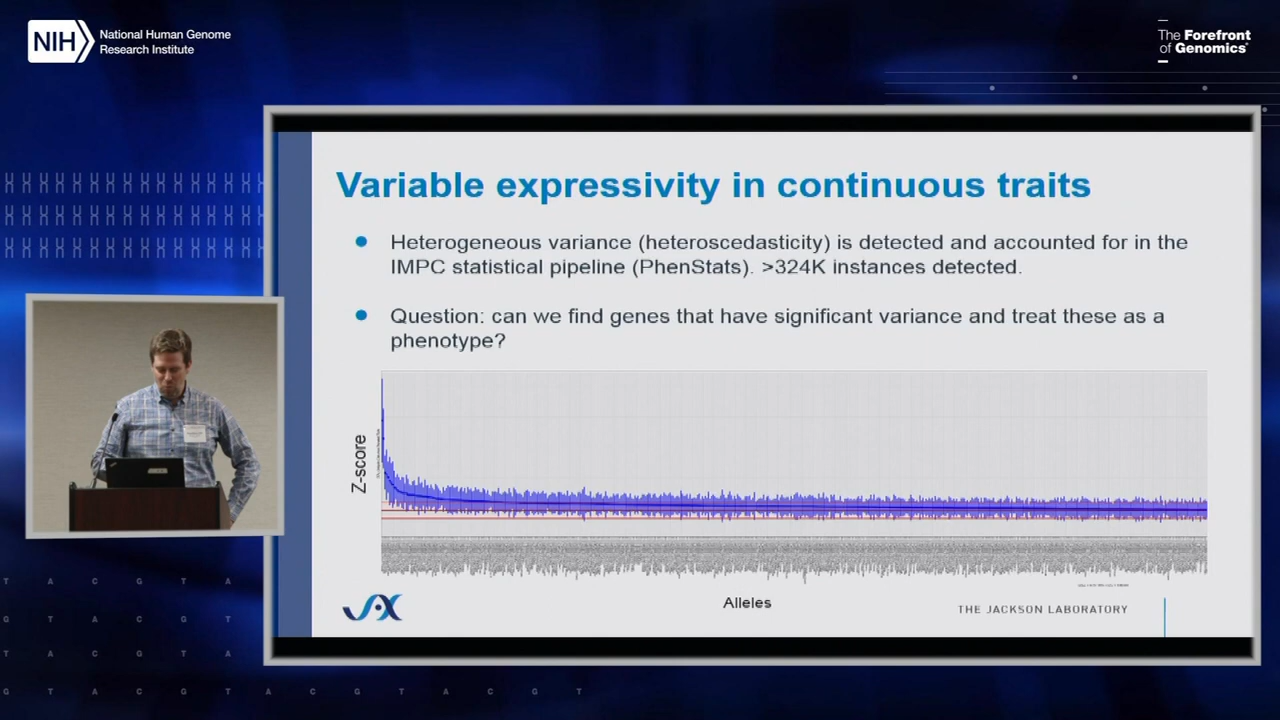 NIH
National Human Genome
Research Institute
The Forefront
of Genomics®
Variable expressivity in continuous traits
Heterogeneous variance (heteroscedasticity) is detected and accounted for in the
IMPC statistical pipeline (PhenStats). >324K instances detected.
Question: can we find genes that have significant variance and treat these as a
phenotype?
Z-score
Alleles
JAX
THE JACKSON LABORATORY
T A C G T A
G T A C G T
T A C G T A
G T A C G T A C G T A C G T